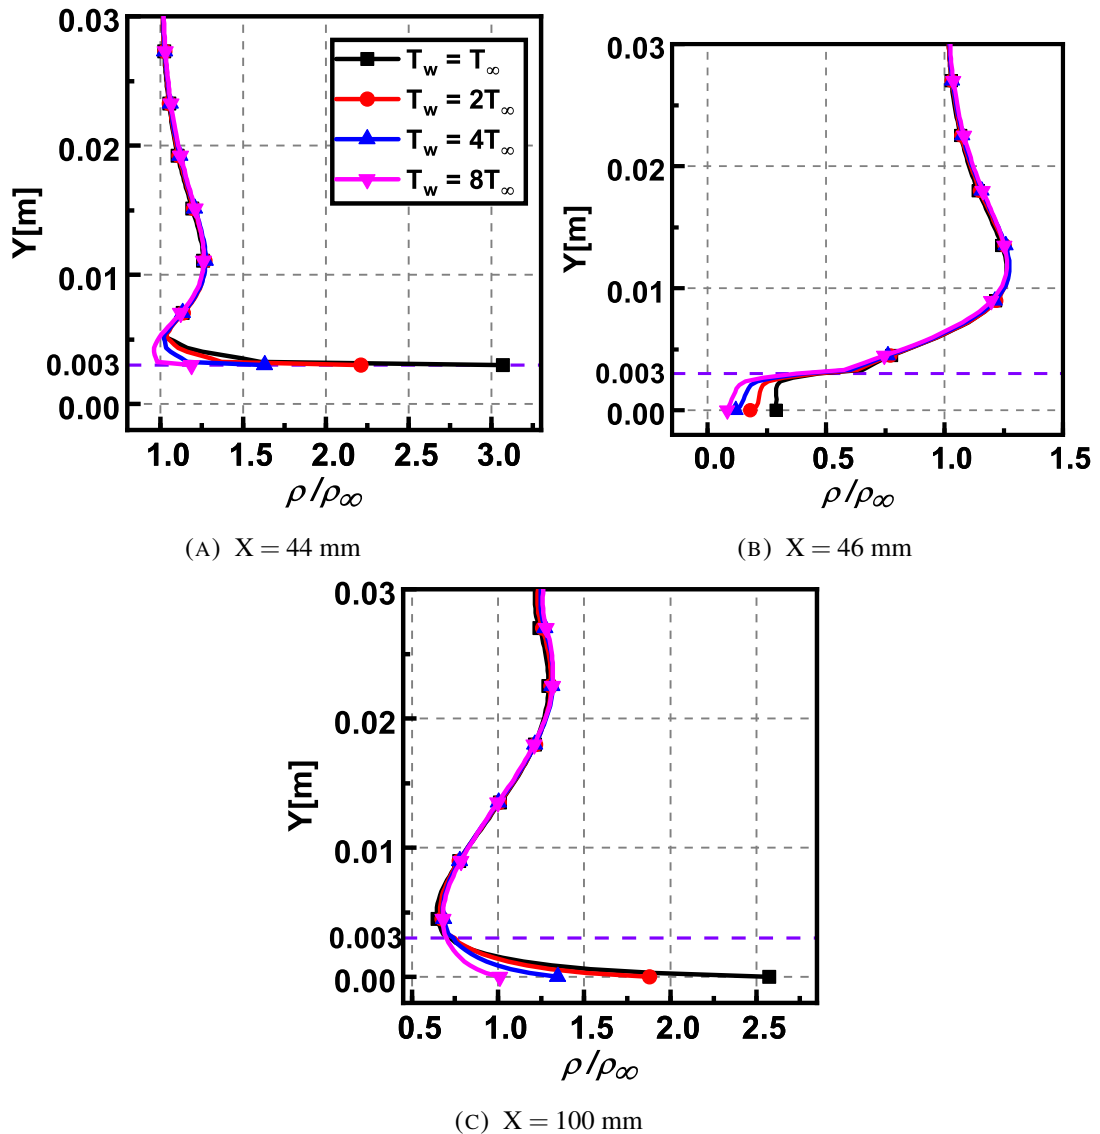 0.03
0.02
0.01
0.003
0.00
Y[m]
1.0 1.5 2.0 2.5 3.0
ρ/ρ∞
T_w = T_∞
T_w = 2T_∞
T_w = 4T_∞
T_w = 8T_∞
(A) X = 44 mm
0.03
0.02
0.01
0.003
0.00
Y[m]
0.0 0.5 1.0 1.5
ρ/ρ∞
(B) X = 46 mm
0.03
0.02
0.01
0.003
0.00
Y[m]
0.5 1.0 1.5 2.0 2.5
ρ/ρ∞
(C) X = 100 mm